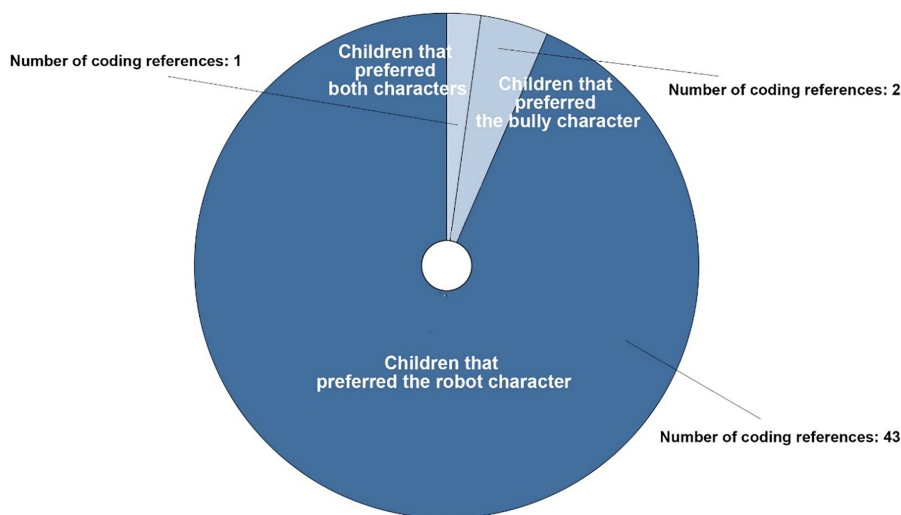 Number of coding references: 1
Children that
preferred
both characters
Children that
preferred
the bully character
Number of coding references: 2
Children that
preferred the robot character
Number of coding references: 43